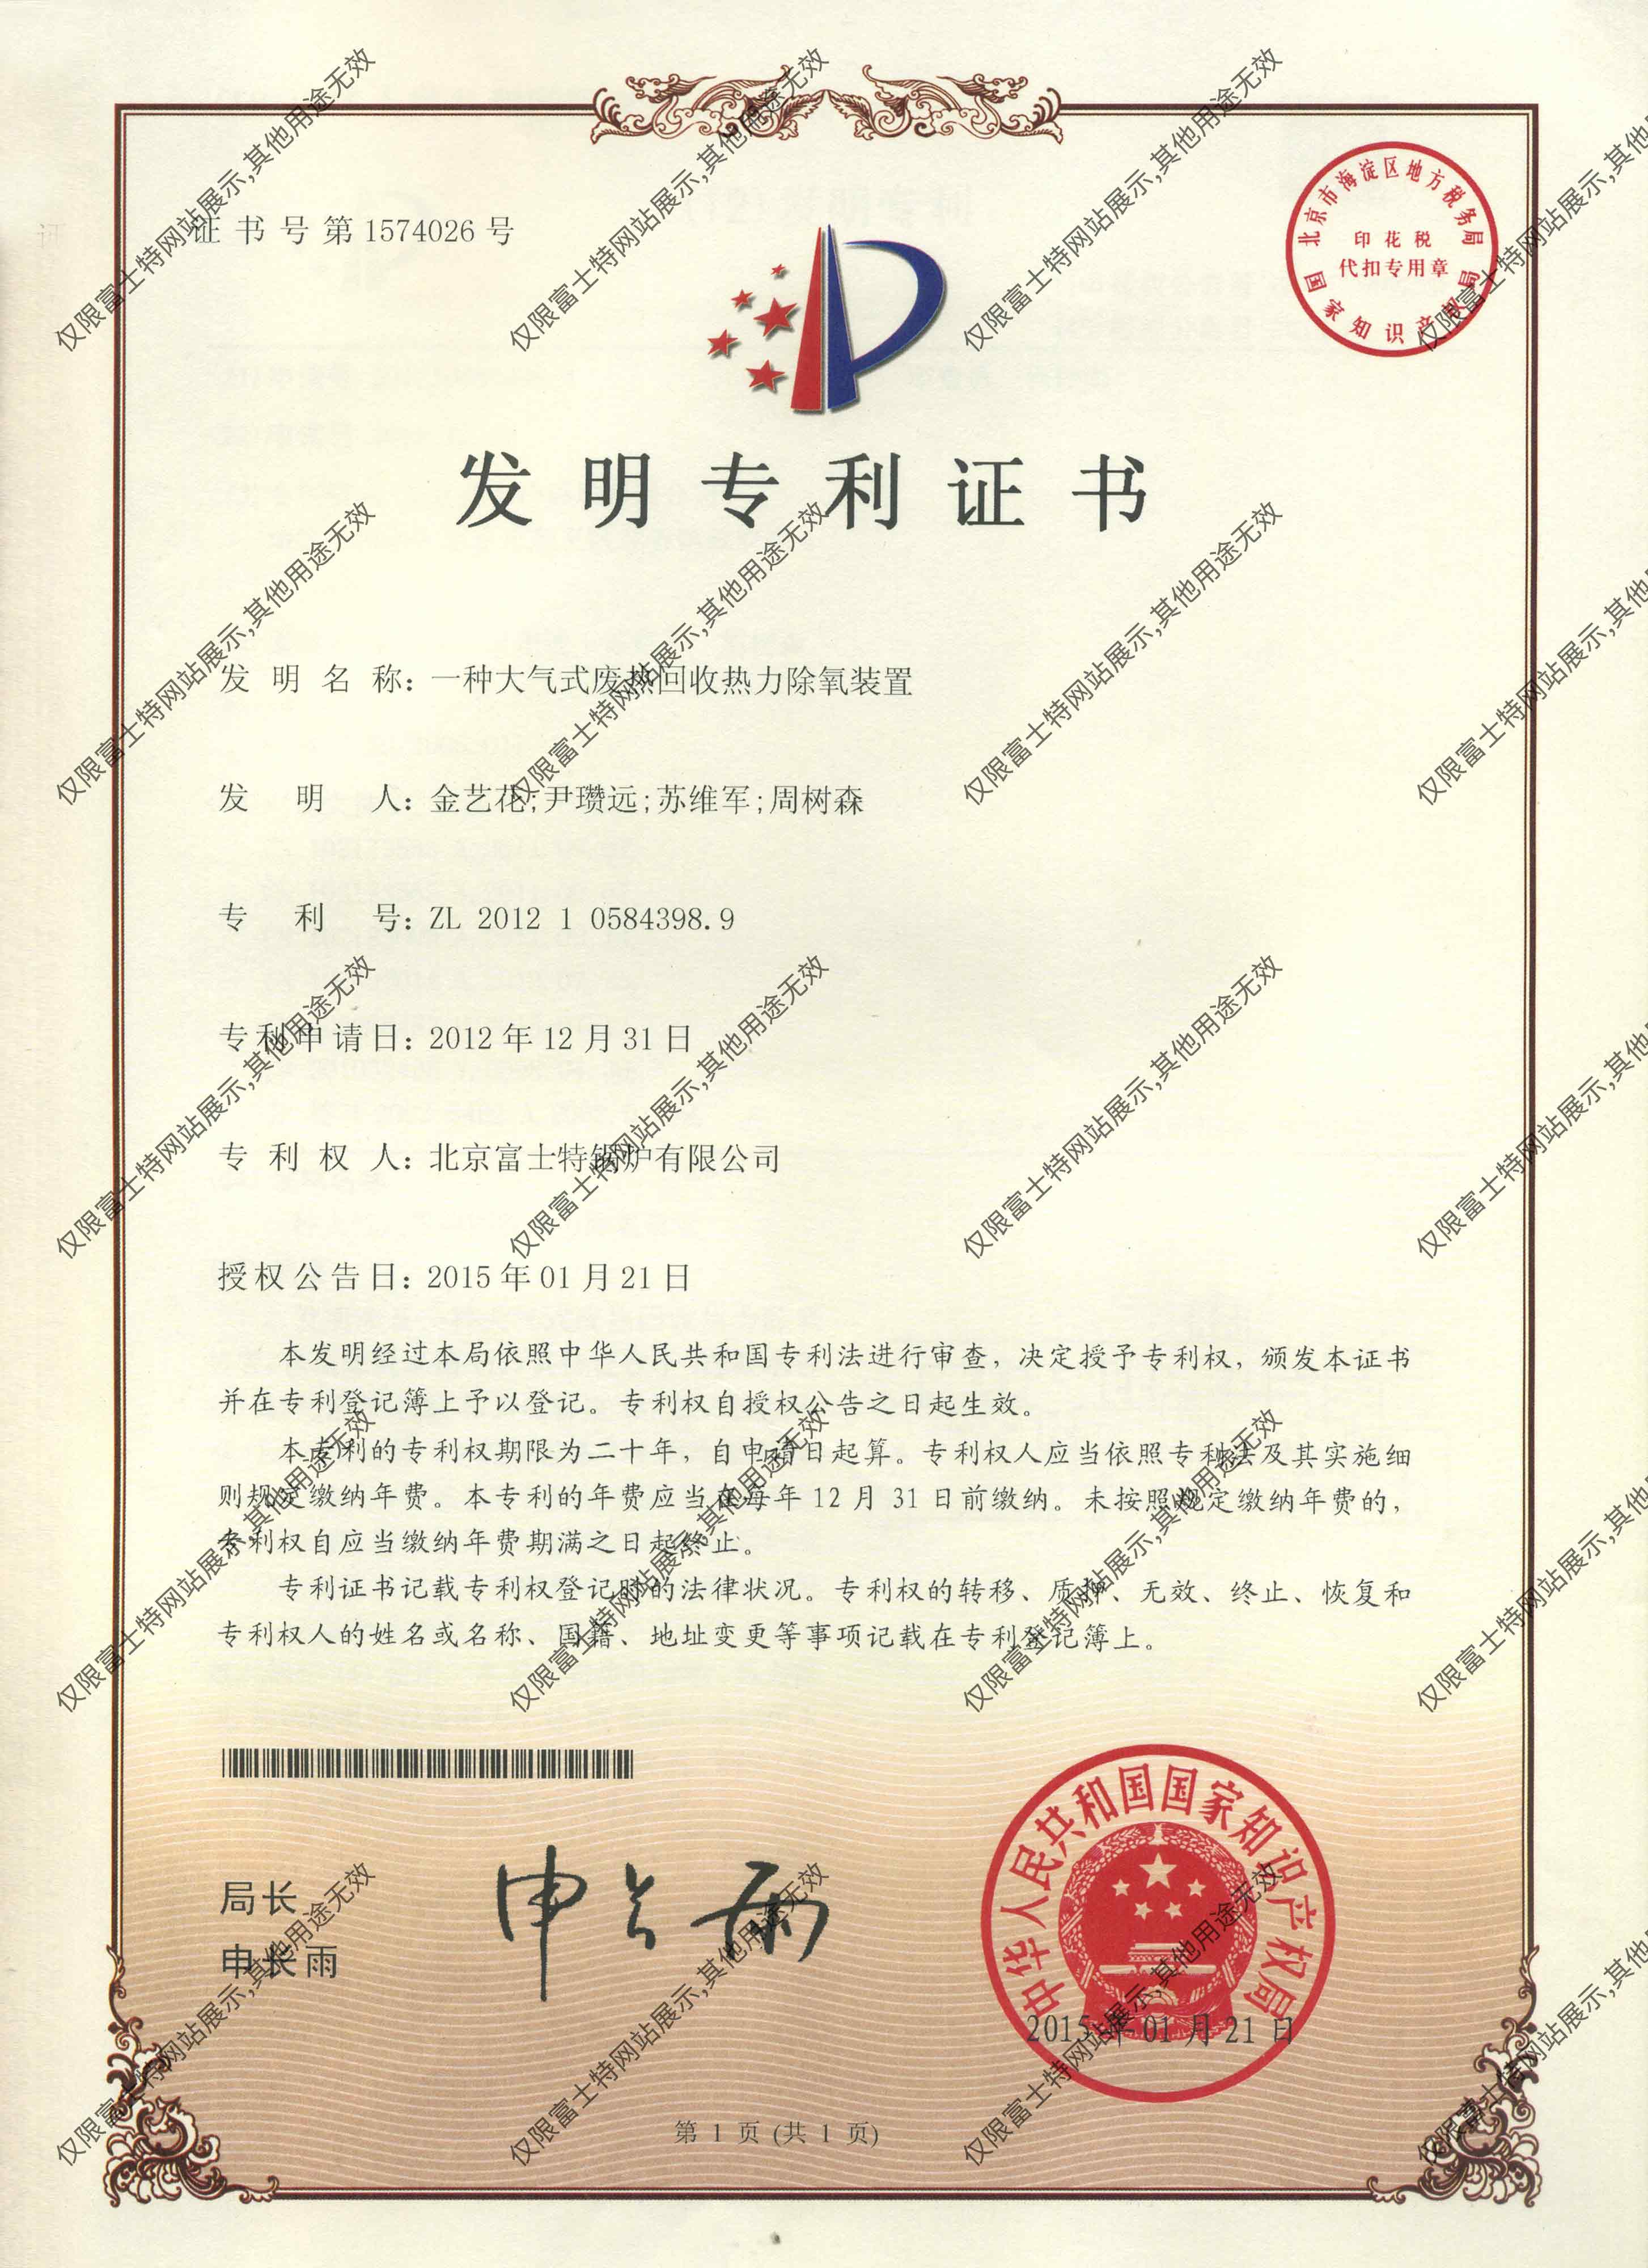 证书号第1574026号
北京市海淀区地方税务局
印花税
代扣专用章
国家知识产权局
发明专利证书
发明名称：一种大气式废热回收热力除氧装置
发明人：金艺花;尹瓒远;苏维军;周树森
专利号：ZL 2012 1 0584398.9
专利申请日：2012年12月31日
专利权人：北京富士特锅炉有限公司
授权公告日：2015年01月21日
本发明经过本局依照中华人民共和国专利法进行审查，决定授予专利权，颁发本证书
并在专利登记簿上予以登记。专利权自授权公告之日起生效。
本专利的专利权期限为二十年，自申请日起算。专利权人应当依照专利法及其实施细
则规定缴纳年费。本专利的年费应当在每年12月31日前缴纳。未按照规定缴纳年费的，
专利权自应当缴纳年费期满之日起终止。
专利证书记载专利权登记时的法律状况。专利权的转移、质押、无效、终止、恢复和
专利权人的姓名或名称、国籍、地址变更等事项记载在专利登记簿上。
局长
申长雨
申长雨
中华人民共和国国家知识产权局
2015年01月21日
第1页(共1页)
仅限富士特网站展示,其他用途无效